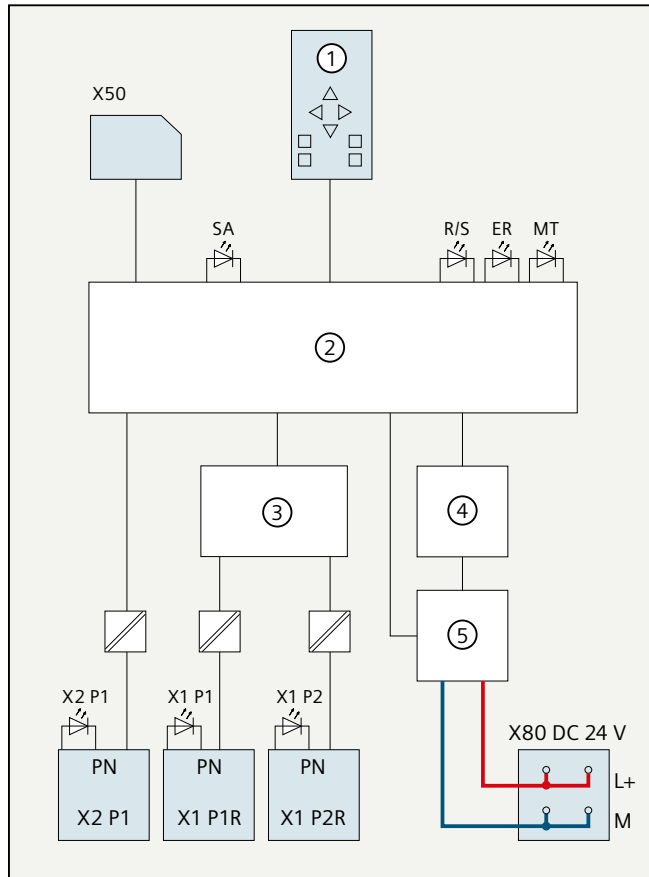 ①
X50
SA
R/S ER MT
②
③
④
⑤
X2 P1
X1 P1
X1 P2
X80 DC 24 V
PN
X2 P1
PN
X1 P1R
PN
X1 P2R
L+
M